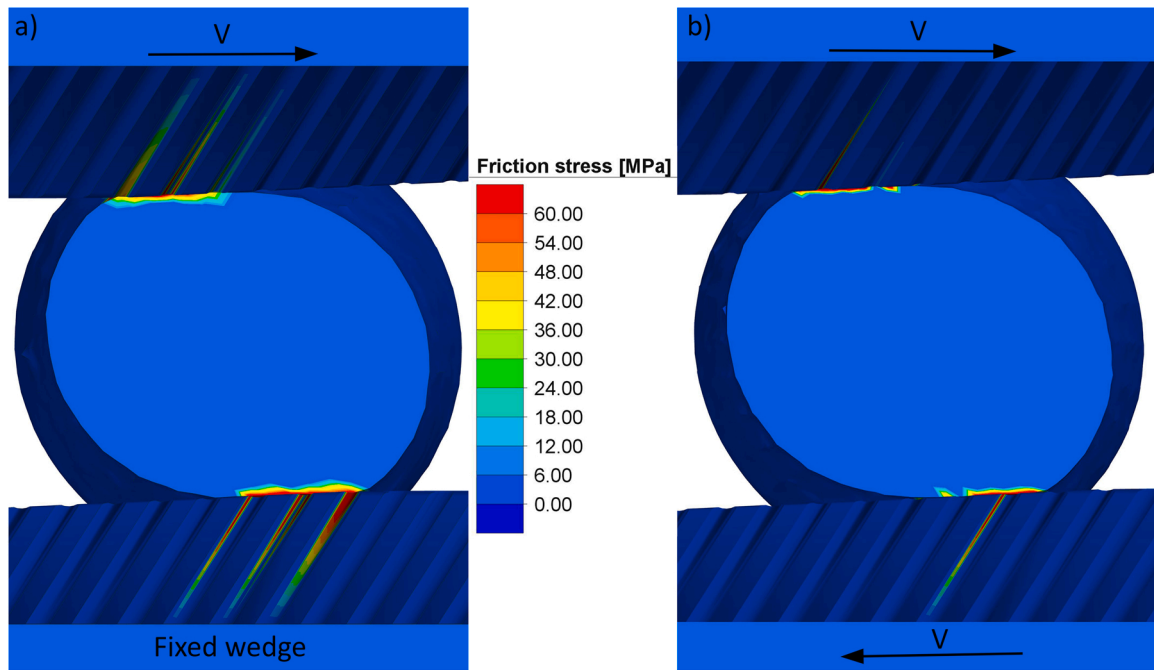 a)
V
b)
V
Friction stress [MPa]
60.00
54.00
48.00
42.00
36.00
30.00
24.00
18.00
12.00
6.00
0.00
Fixed wedge
V